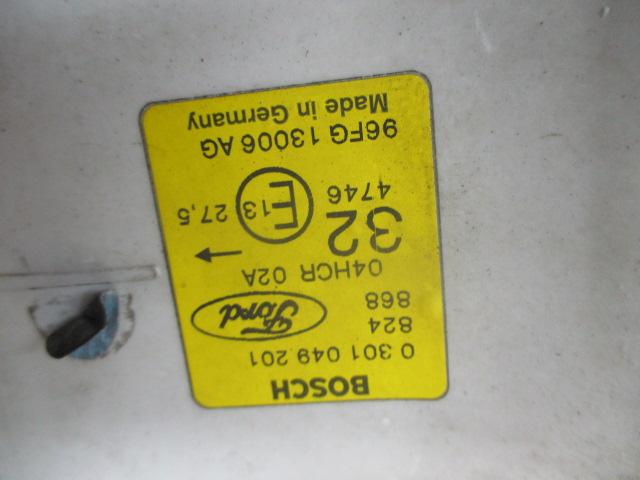 BOSCH
0 301 049 201
824
868
Ford
04HCR 02A
32
4746
E13 27,5
96FG 13006 AG
Made in Germany